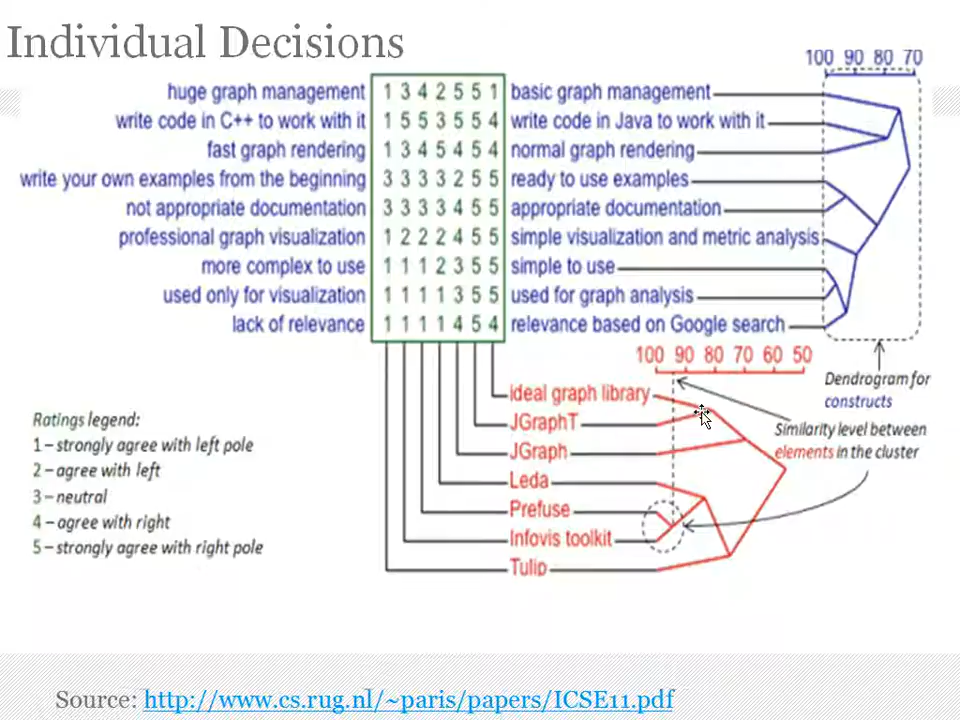 Individual Decisions
100 90 80 70
huge graph management 1 3 4 2 5 5 1 basic graph management
write code in C++ to work with it 1 5 5 3 5 5 4 write code in Java to work with it
fast graph rendering 1 3 4 5 4 5 4 normal graph rendering
write your own examples from the beginning 3 3 3 3 2 5 5 ready to use examples
not appropriate documentation 3 3 3 3 4 5 5 appropriate documentation
professional graph visualization 1 2 2 2 4 5 5 simple visualization and metric analysis
more complex to use 1 1 1 2 3 5 5 simple to use
used only for visualization 1 1 1 1 3 5 5 used for graph analysis
lack of relevance 1 1 1 1 4 5 4 relevance based on Google search
100 90 80 70 60 50
ideal graph library
JGraphT
JGraph
Leda
Prefuse
Infovis toolkit
Tulip
Dendrogram for
constructs
Similarity level between
elements in the cluster
Ratings legend:
1 – strongly agree with left pole
2 – agree with left
3 – neutral
4 – agree with right
5 – strongly agree with right pole
Source: http://www.cs.rug.nl/~paris/papers/ICSE11.pdf